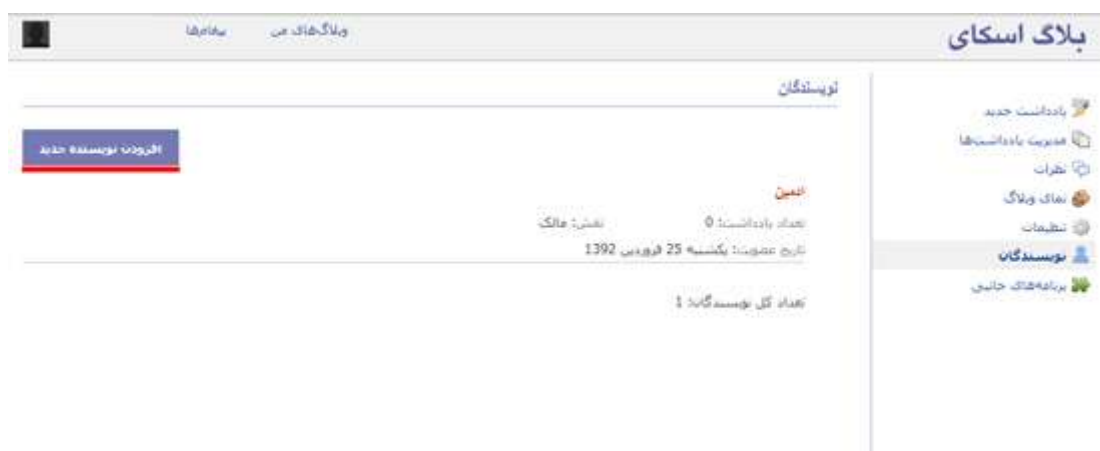 بلاگ اسکای
وبلاگ‌های من
پیغام‌ها
یادداشت جدید
مدیریت یادداشت‌ها
نظرات
نمای وبلاگ
تنظیمات
نویسندگان
برنامه‌های جانبی
نویسندگان
افزودن نویسنده جدید
تعداد یادداشت: 0 نقش: مالک
تاریخ عضویت: یکشنبه 25 فروردین 1392
تعداد کل نویسندگان: 1